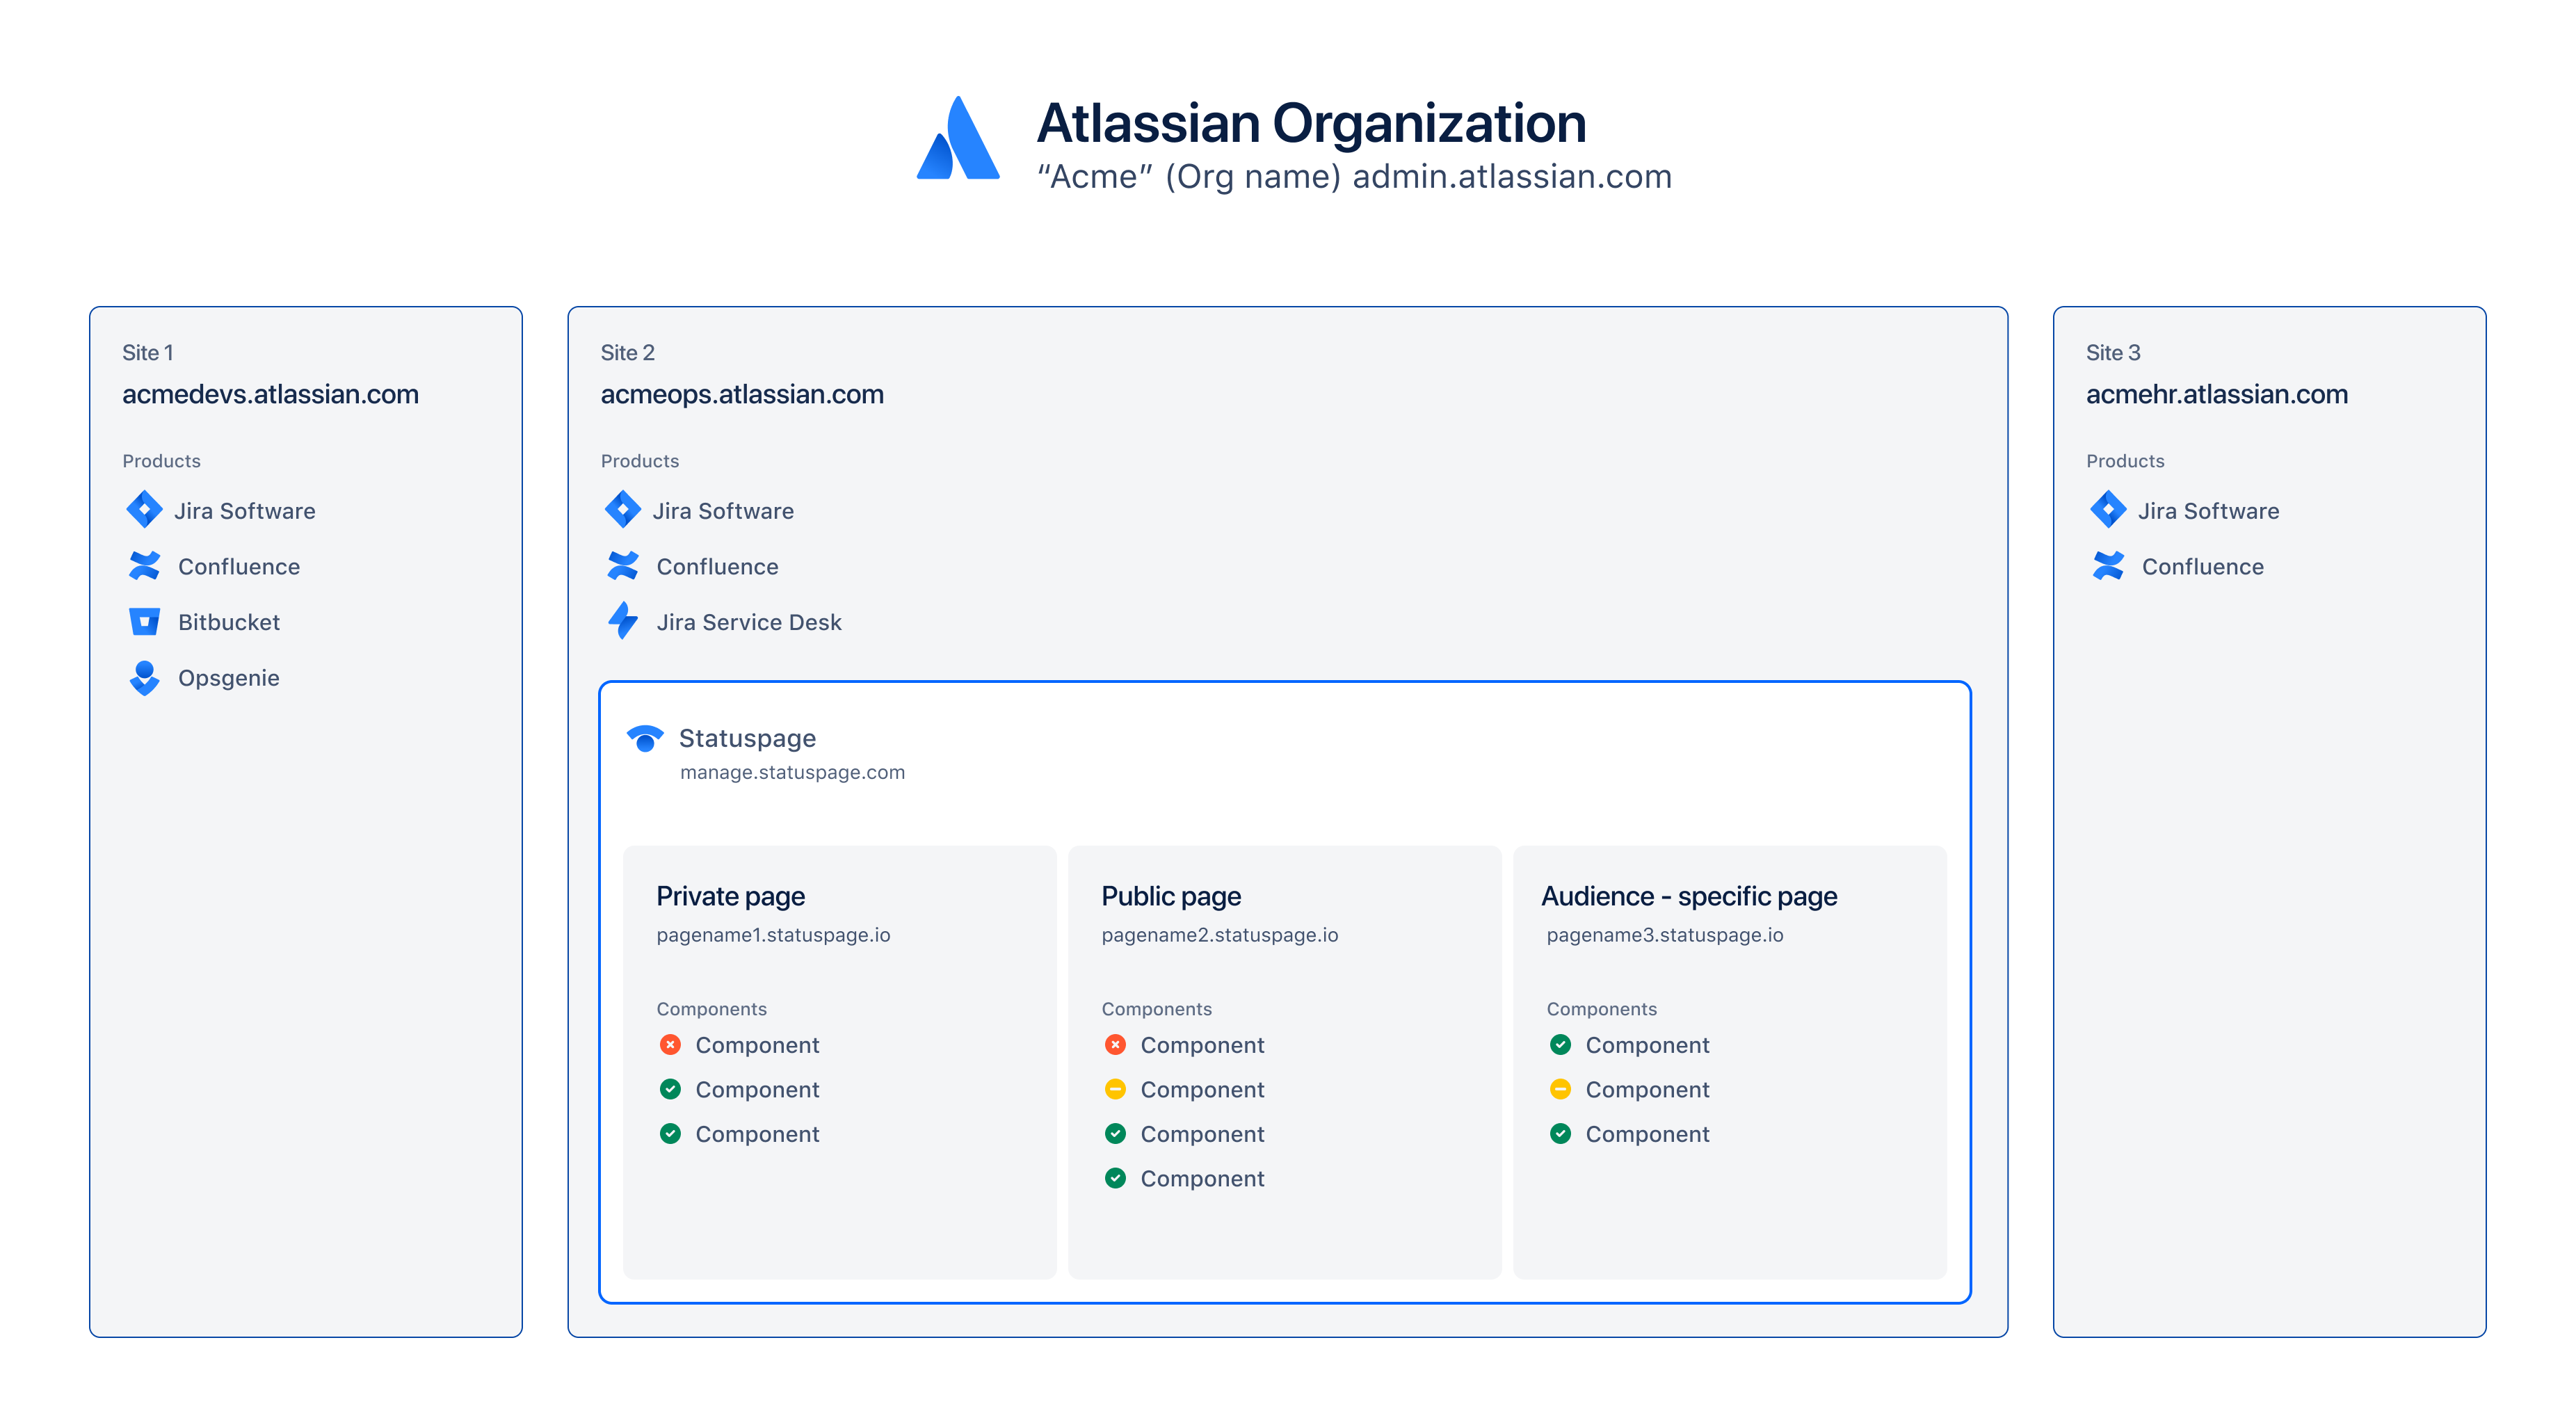 Atlassian Organization
“Acme” (Org name) admin.atlassian.com
Site 1
acmedevs.atlassian.com
Products
Jira Software
Confluence
Bitbucket
Opsgenie
Site 2
acmeops.atlassian.com
Products
Jira Software
Confluence
Jira Service Desk
Statuspage
manage.statuspage.com
Private page
pagename1.statuspage.io
Components
Component
Component
Component
Public page
pagename2.statuspage.io
Components
Component
Component
Component
Component
Audience - specific page
pagename3.statuspage.io
Components
Component
Component
Component
Site 3
acmehr.atlassian.com
Products
Jira Software
Confluence